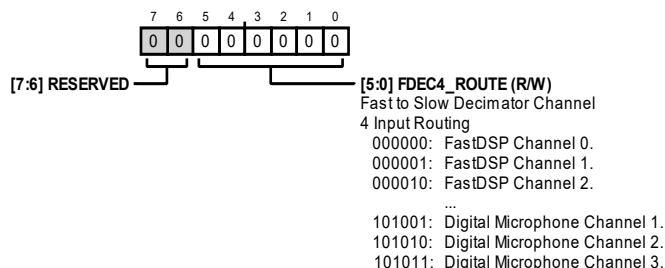 7 6 5 4 3 2 1 0
0 0 0 0 0 0 0 0
[7:6] RESERVED
[5:0] FDEC4_ROUTE (R/W)
Fast to Slow Decimator Channel
4 Input Routing
000000: FastDSP Channel 0.
000001: FastDSP Channel 1.
000010: FastDSP Channel 2.
...
101001: Digital Microphone Channel 1.
101010: Digital Microphone Channel 2.
101011: Digital Microphone Channel 3.